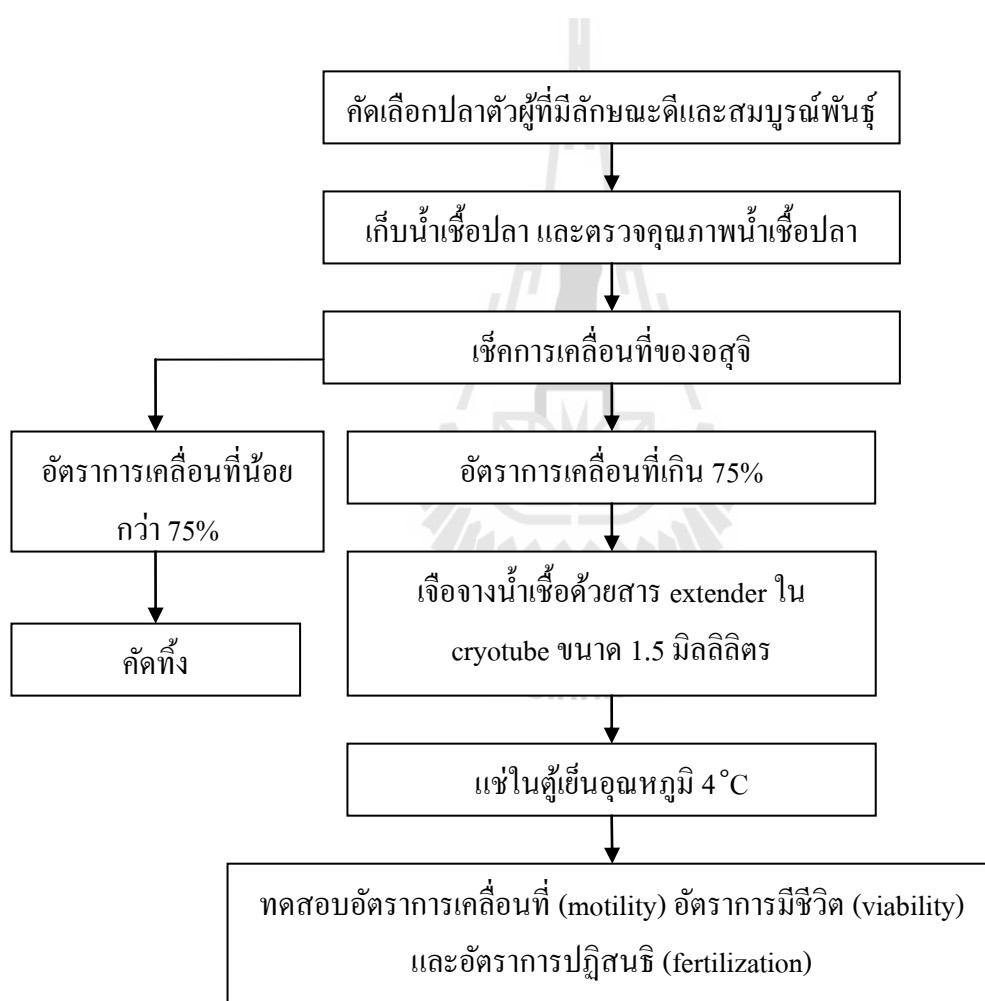 คัดเลือกปลาตัวผู้ที่มีลักษณะดีและสมบูรณ์พันธุ์
เก็บน้ำเชื้อปลา และตรวจคุณภาพน้ำเชื้อปลา
เช็คการเคลื่อนที่ของอสุจิ
อัตราการเคลื่อนที่น้อย
กว่า 75%
อัตราการเคลื่อนที่เกิน 75%
คัดทิ้ง
เจือจางน้ำเชื้อด้วยสาร extender ใน
cryotube ขนาด 1.5 มิลลิลิตร
แช่ในตู้เย็นอุณหภูมิ 4 °C
ทดสอบอัตราการเคลื่อนที่ (motility) อัตราการมีชีวิต (viability)
และอัตราการปฏิสนธิ (fertilization)